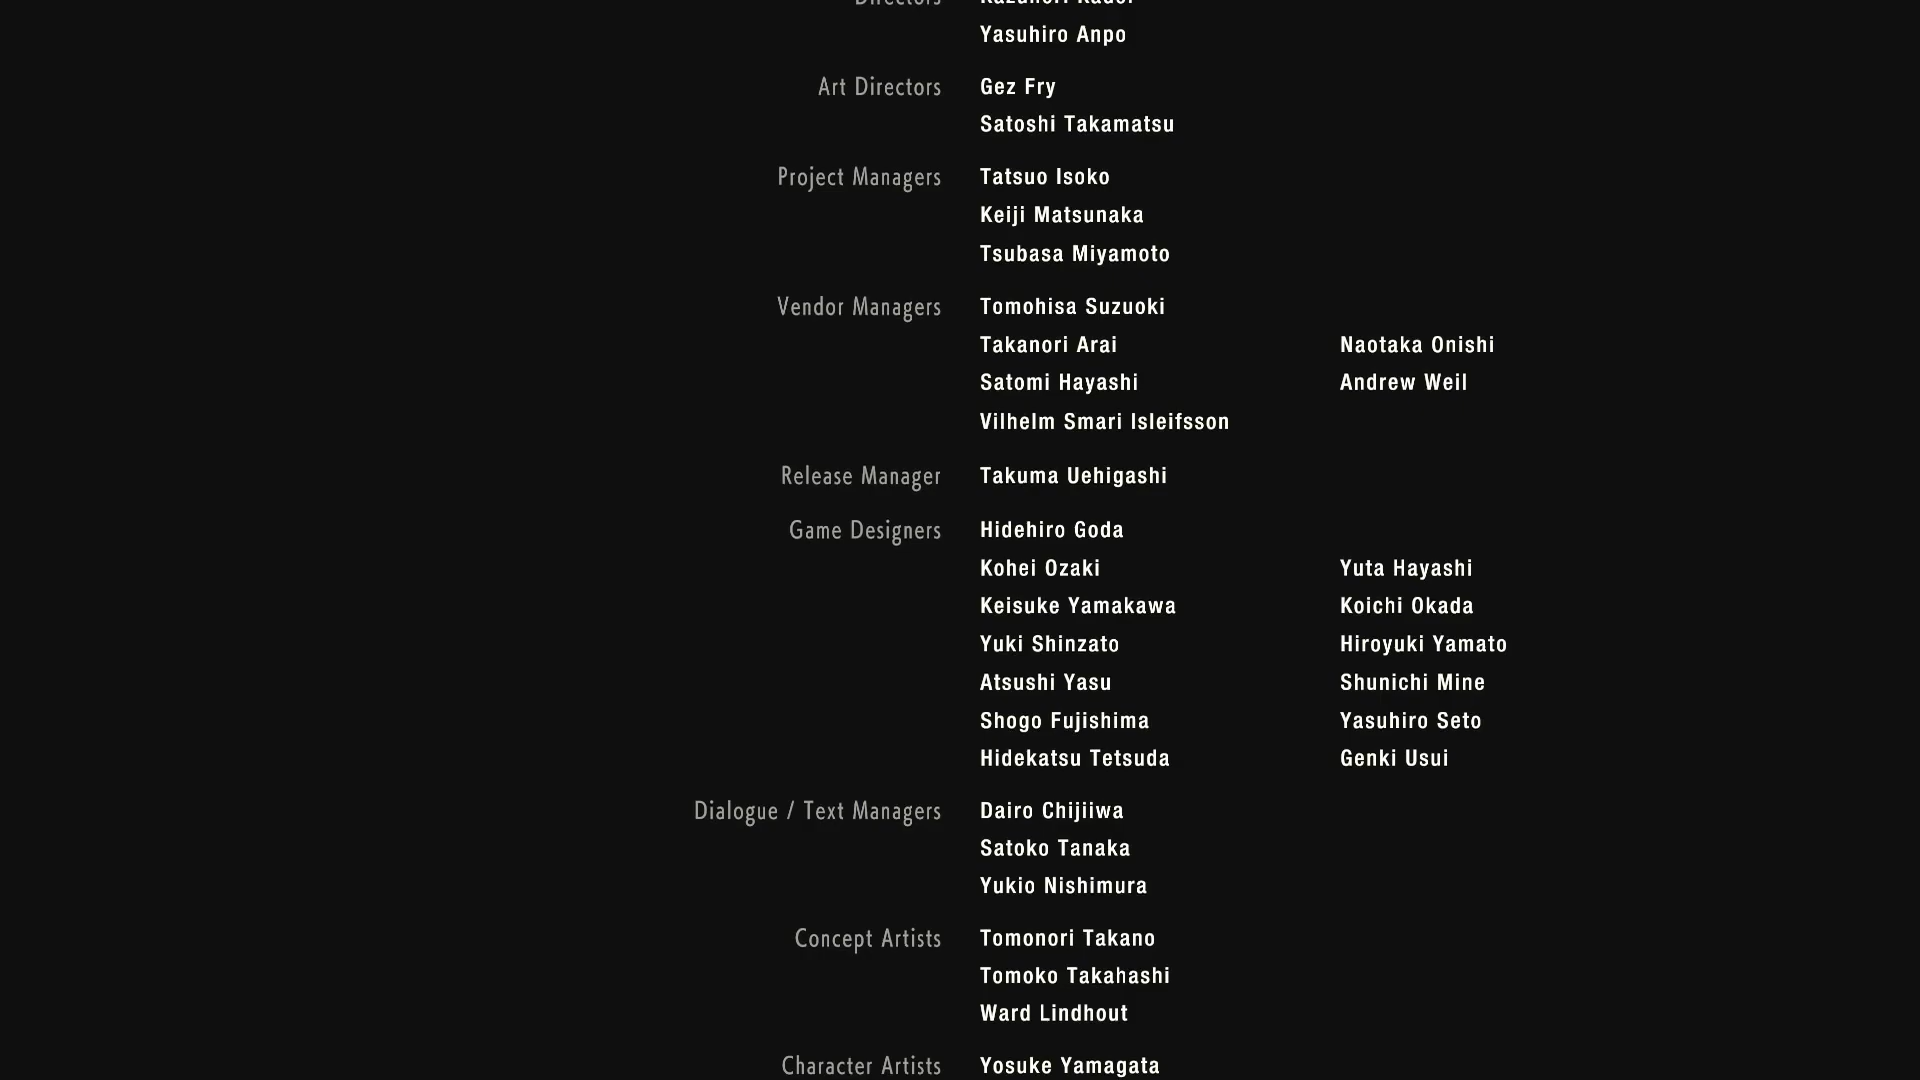 Directors Kazunori Kadoi
Yasuhiro Anpo
Art Directors Gez Fry
Satoshi Takamatsu
Project Managers Tatsuo Isoko
Keiji Matsunaka
Tsubasa Miyamoto
Vendor Managers Tomohisa Suzuoki
Takanori Arai Naotaka Onishi
Satomi Hayashi Andrew Weil
Vilhelm Smari Isleifsson
Release Manager Takuma Uehigashi
Game Designers Hidehiro Goda
Kohei Ozaki Yuta Hayashi
Keisuke Yamakawa Koichi Okada
Yuki Shinzato Hiroyuki Yamato
Atsushi Yasu Shunichi Mine
Shogo Fujishima Yasuhiro Seto
Hidekatsu Tetsuda Genki Usui
Dialogue / Text Managers Dairo Chijiiwa
Satoko Tanaka
Yukio Nishimura
Concept Artists Tomonori Takano
Tomoko Takahashi
Ward Lindhout
Character Artists Yosuke Yamagata